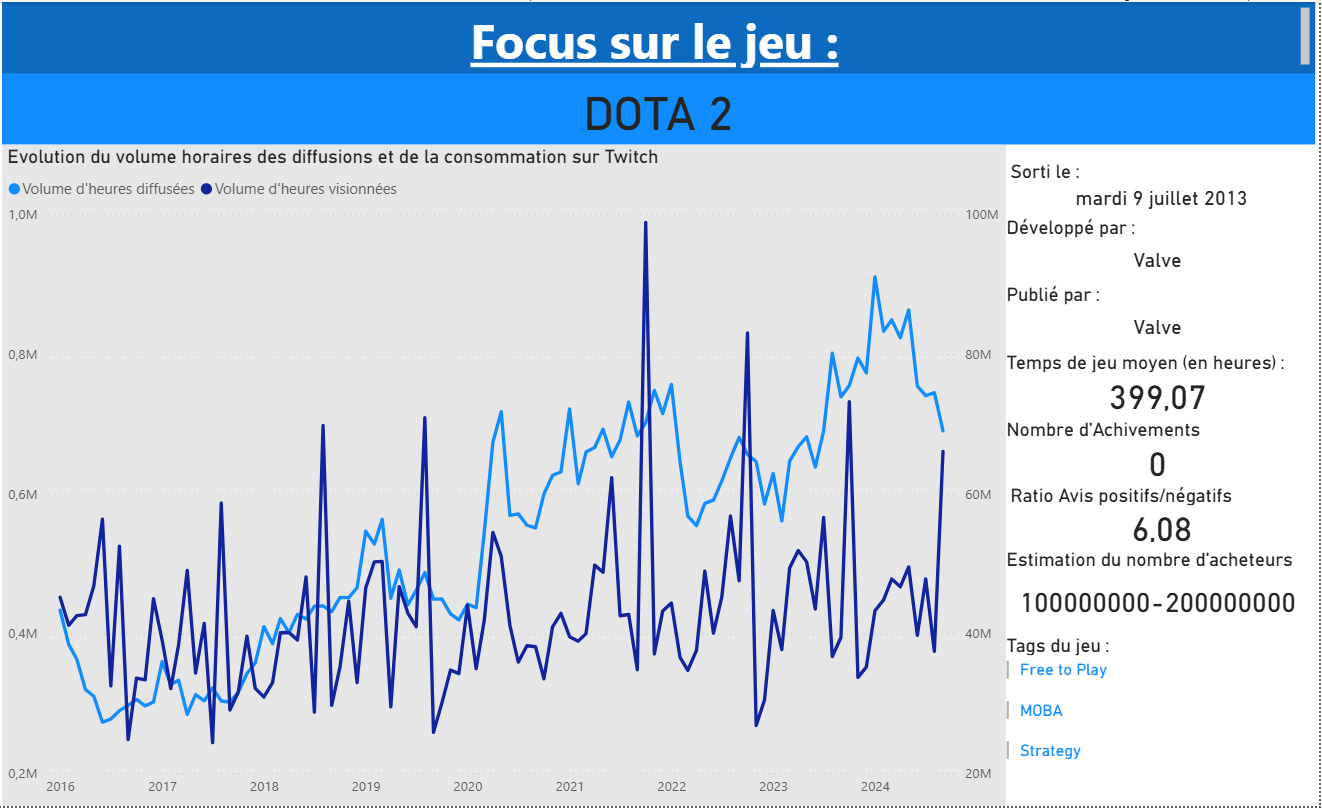 Focus sur le jeu :
DOTA 2
Evolution du volume horaires des diffusions et de la consommation sur Twitch
Volume d'heures diffusées Volume d'heures visionnées
1,0M
0,8M
0,6M
0,4M
0,2M
100M
80M
60M
40M
20M
2016 2017 2018 2019 2020 2021 2022 2023 2024
Sorti le :
mardi 9 juillet 2013
Développé par :
Valve
Publié par :
Valve
Temps de jeu moyen (en heures) :
399,07
Nombre d'Achivements
0
Ratio Avis positifs/négatifs
6,08
Estimation du nombre d'acheteurs
100000000-200000000
Tags du jeu :
Free to Play
MOBA
Strategy